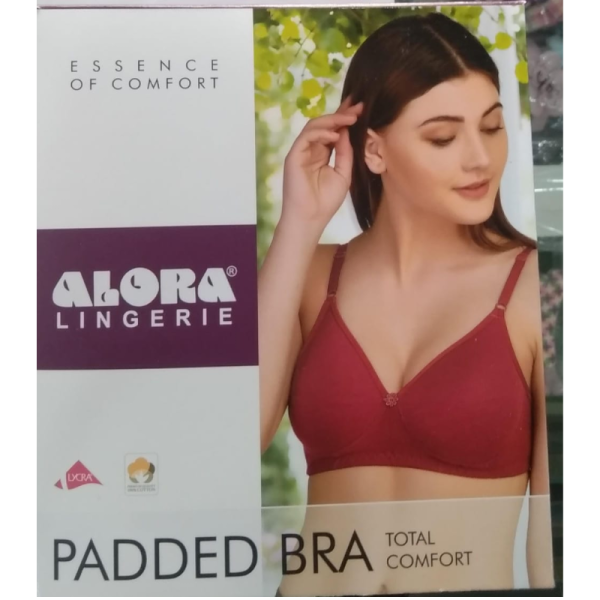 ESSENCE
OF COMFORT
ALORA®
LINGERIE
LYCRA
PADDED BRA
TOTAL
COMFORT